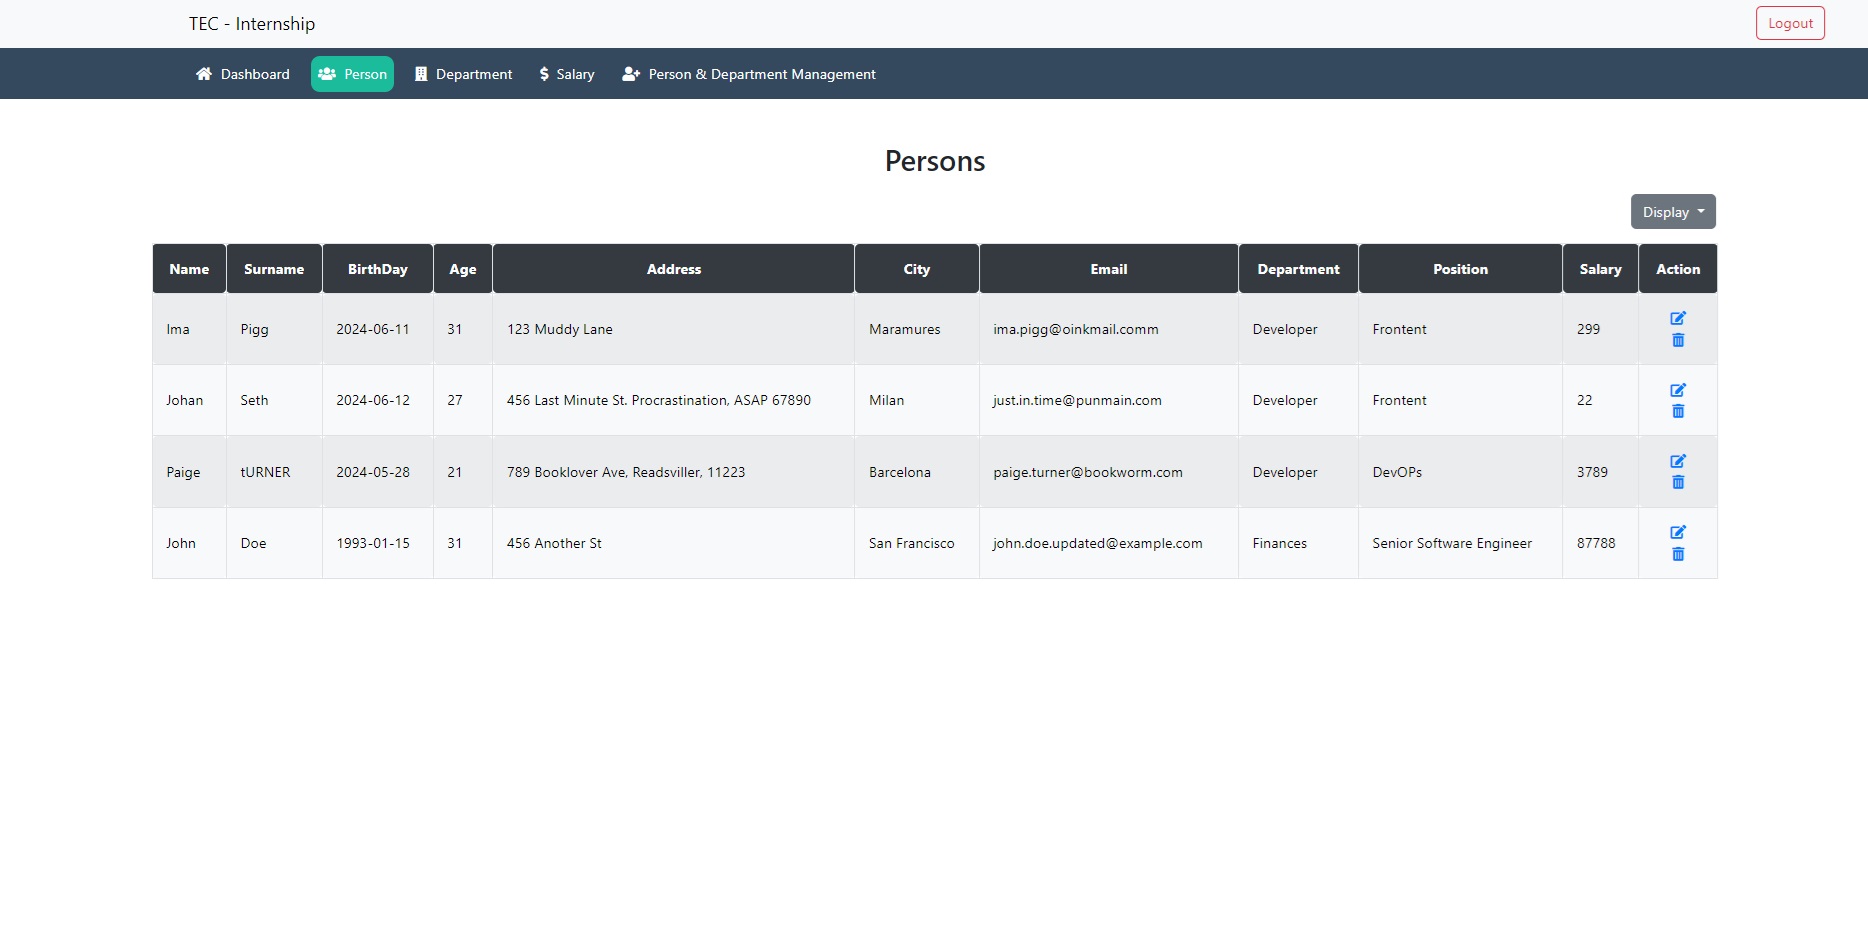 TEC - Internship Logout
Dashboard Person Department Salary Person & Department Management
Persons
Display
Name Surname BirthDay Age Address City Email Department Position Salary Action
Ima Pigg 2024-06-11 31 123 Muddy Lane Maramures ima.pigg@oinkmail.comm Developer Frontent 299
Johan Seth 2024-06-12 27 456 Last Minute St. Procrastination, ASAP 67890 Milan just.in.time@punmain.com Developer Frontent 22
Paige tURNER 2024-05-28 21 789 Booklover Ave, Readsviller, 11223 Barcelona paige.turner@bookworm.com Developer DevOPs 3789
John Doe 1993-01-15 31 456 Another St San Francisco john.doe.updated@example.com Finances Senior Software Engineer 87788